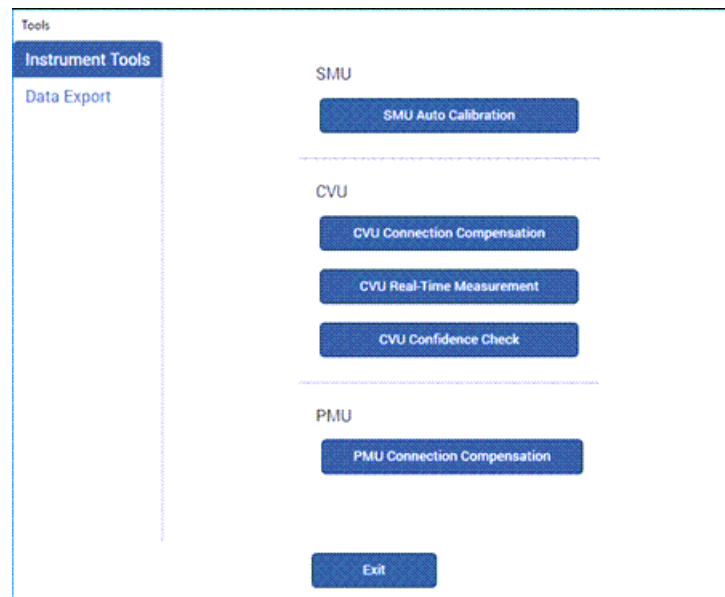 Tools
Instrument Tools
Data Export
SMU
SMU Auto Calibration
CVU
CVU Connection Compensation
CVU Real-Time Measurement
CVU Confidence Check
PMU
PMU Connection Compensation
Exit